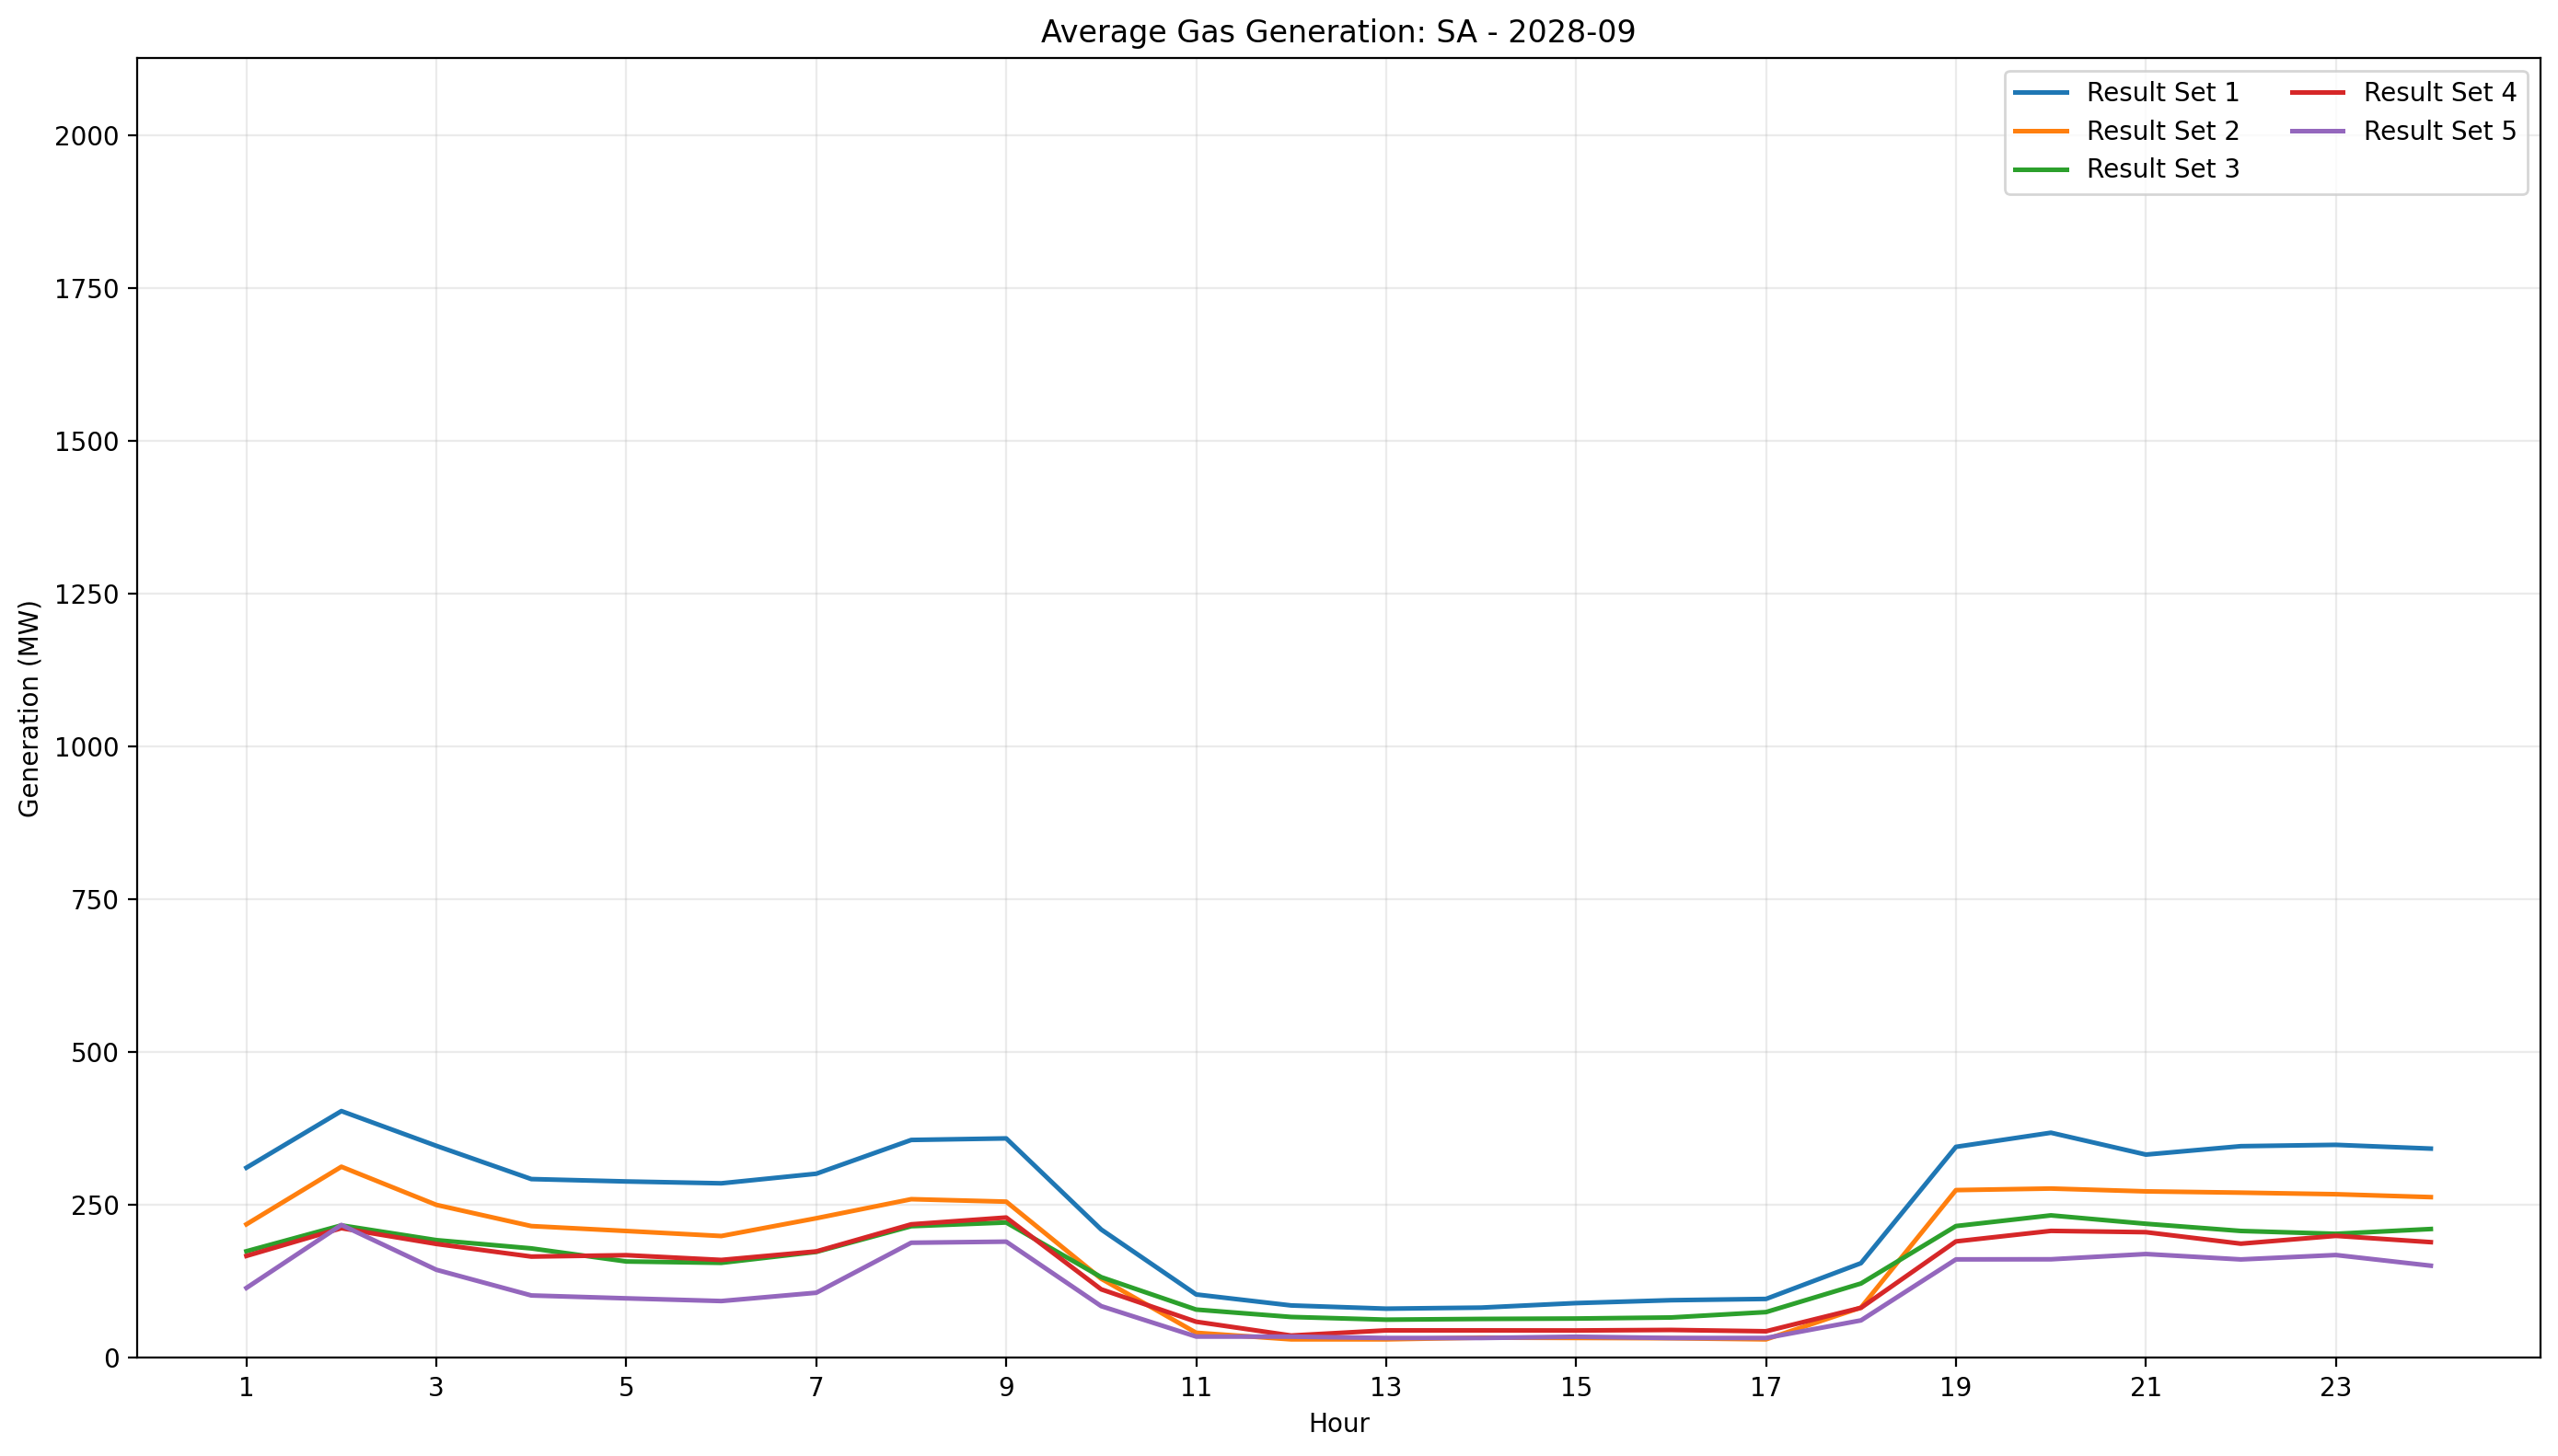 Average Gas Generation: SA - 2028-09
Result Set 1
Result Set 2
Result Set 3
Result Set 4
Result Set 5
Generation (MW)
2000
1750
1500
1250
1000
750
500
250
0
1 3 5 7 9 11 13 15 17 19 21 23
Hour